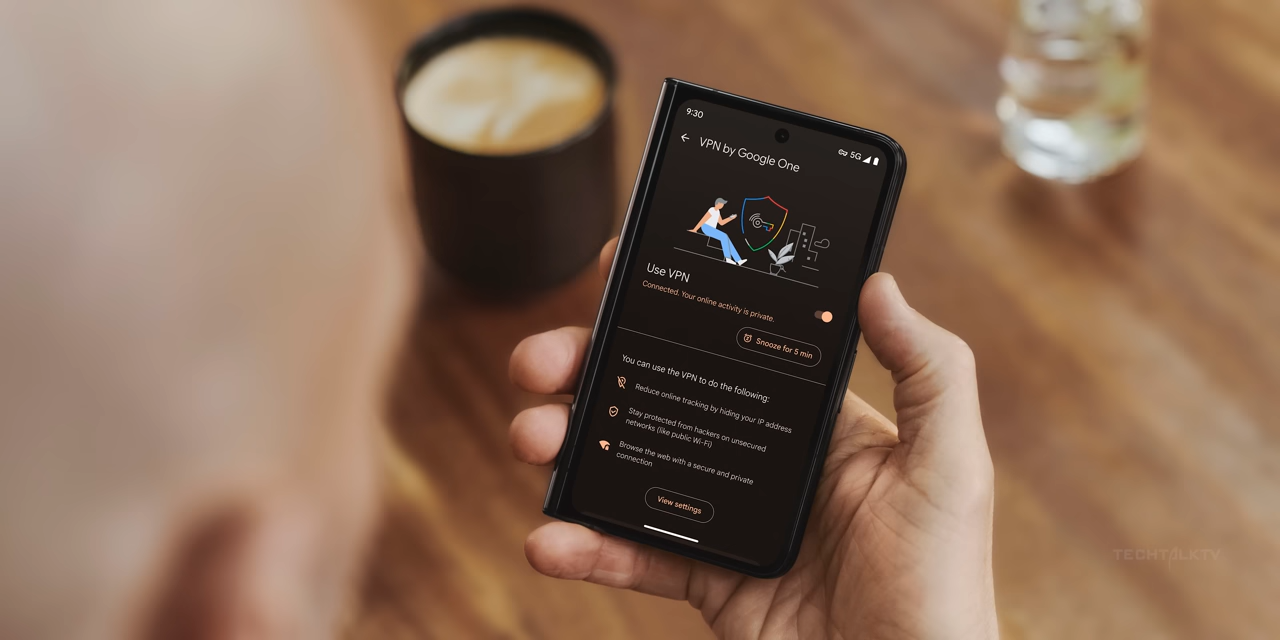 9:30
5G
VPN by Google One
Use VPN
Connected. Your online activity is private.
Snooze for 5 min
You can use the VPN to do the following:
Reduce online tracking by hiding your IP address
Stay protected from hackers on unsecured
networks (like public Wi-Fi)
Browse the web with a secure and private
connection
View settings
TECHTALKTV